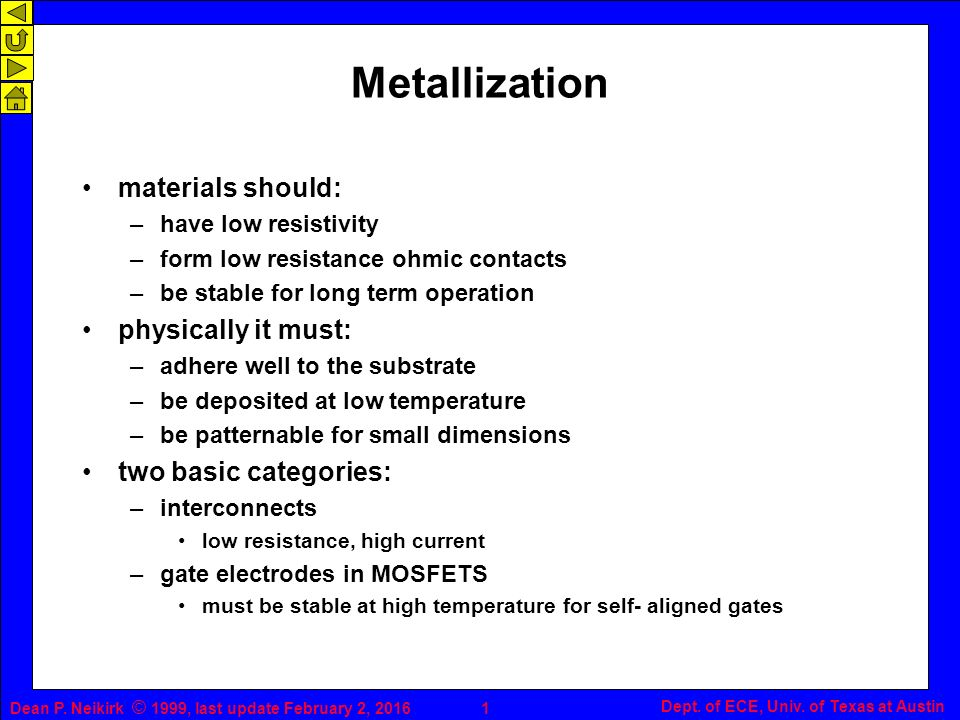 Metallization
• materials should:
– have low resistivity
– form low resistance ohmic contacts
– be stable for long term operation
• physically it must:
– adhere well to the substrate
– be deposited at low temperature
– be patternable for small dimensions
• two basic categories:
– interconnects
• low resistance, high current
– gate electrodes in MOSFETS
• must be stable at high temperature for self- aligned gates
Dean P. Neikirk © 1999, last update February 2, 2016 1 Dept. of ECE, Univ. of Texas at Austin